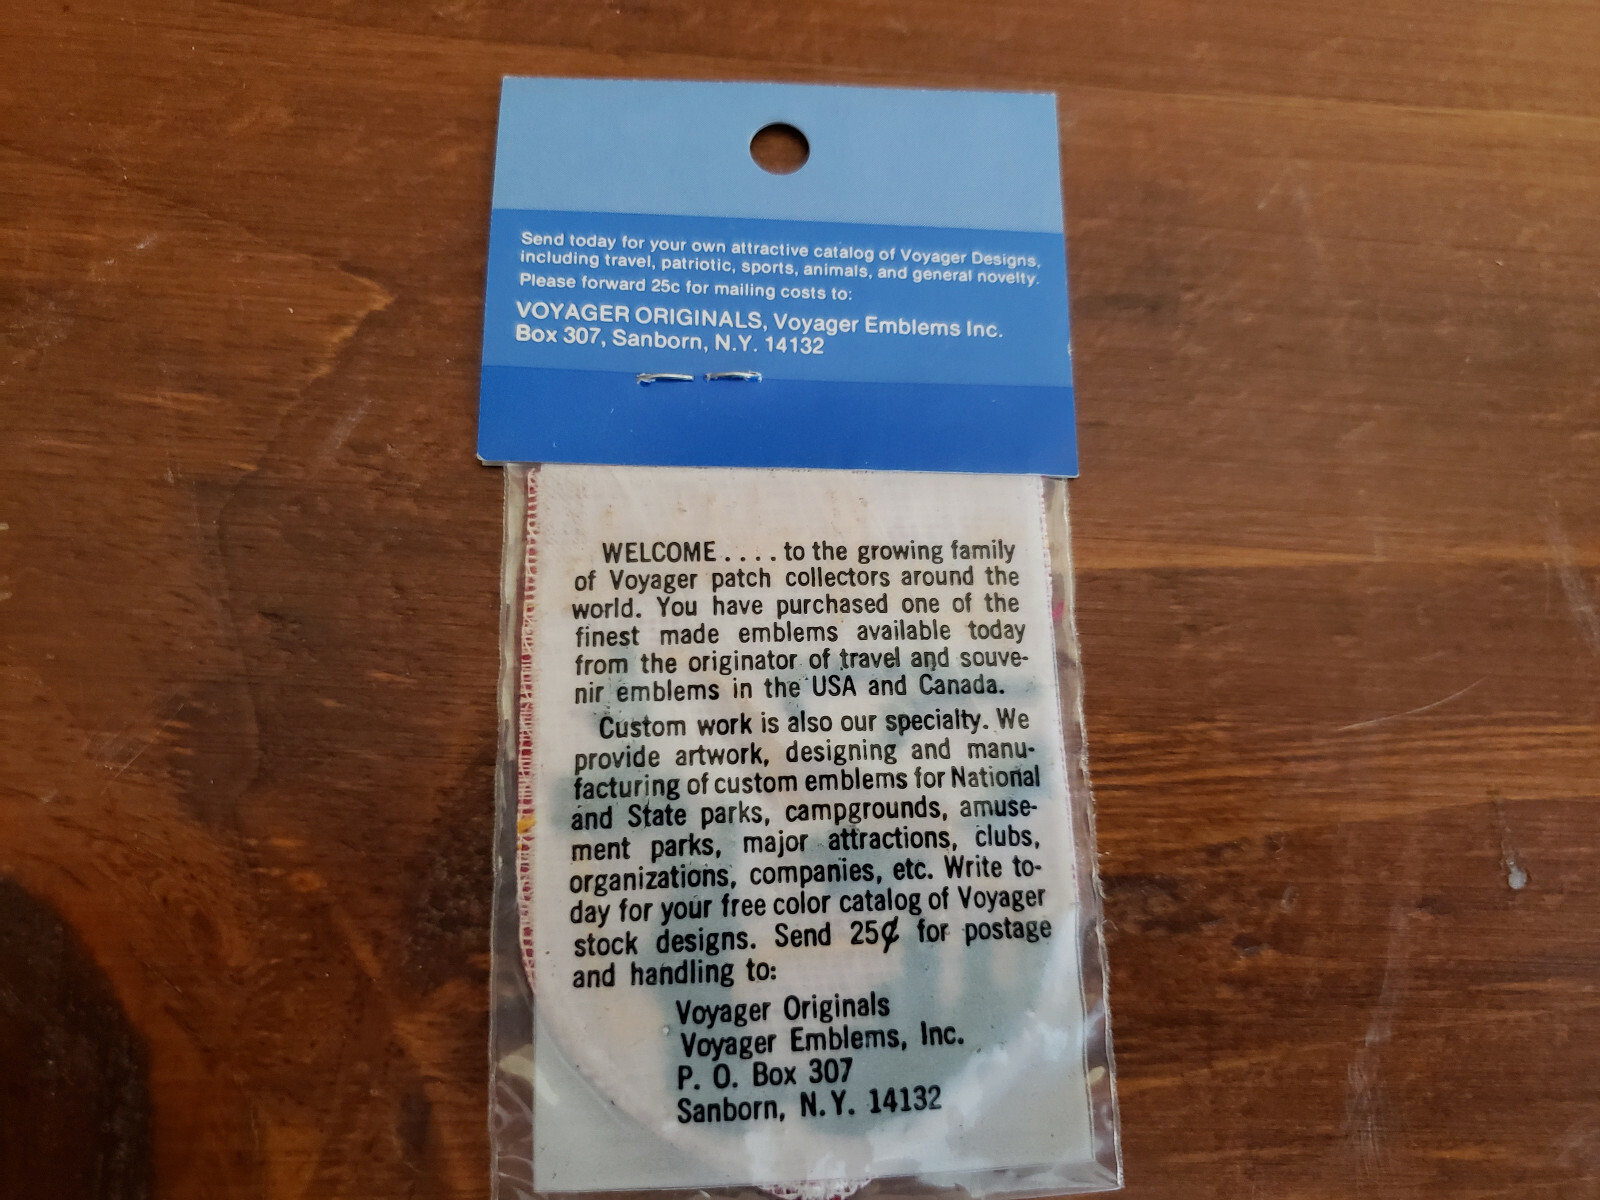 Send today for your own attractive catalog of Voyager Designs,
including travel, patriotic, sports, animals, and general novelty.
Please forward 25c for mailing costs to:
VOYAGER ORIGINALS, Voyager Emblems Inc.
Box 307, Sanborn, N.Y. 14132
WELCOME . . . . to the growing family
of Voyager patch collectors around the
world. You have purchased one of the
finest made emblems available today
from the originator of travel and souve-
nir emblems in the USA and Canada.
Custom work is also our specialty. We
provide artwork, designing and manu-
facturing of custom emblems for National
and State parks, campgrounds, amuse-
ment parks, major attractions, clubs,
organizations, companies, etc. Write to-
day for your free color catalog of Voyager
stock designs. Send 25¢ for postage
and handling to:
Voyager Originals
Voyager Emblems, Inc.
P. O. Box 307
Sanborn, N.Y. 14132